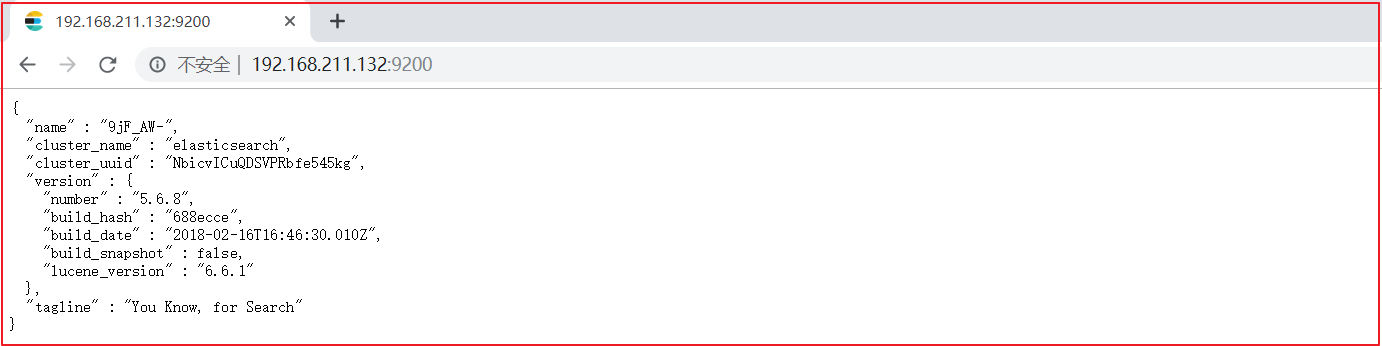 192.168.211.132:9200
不安全 | 192.168.211.132:9200
{
  "name" : "9jF_AW-",
  "cluster_name" : "elasticsearch",
  "cluster_uuid" : "NbicvICuQDSVPRbfe545kg",
  "version" : {
    "number" : "5.6.8",
    "build_hash" : "688ecce",
    "build_date" : "2018-02-16T16:46:30.010Z",
    "build_snapshot" : false,
    "lucene_version" : "6.6.1"
  },
  "tagline" : "You Know, for Search"
}